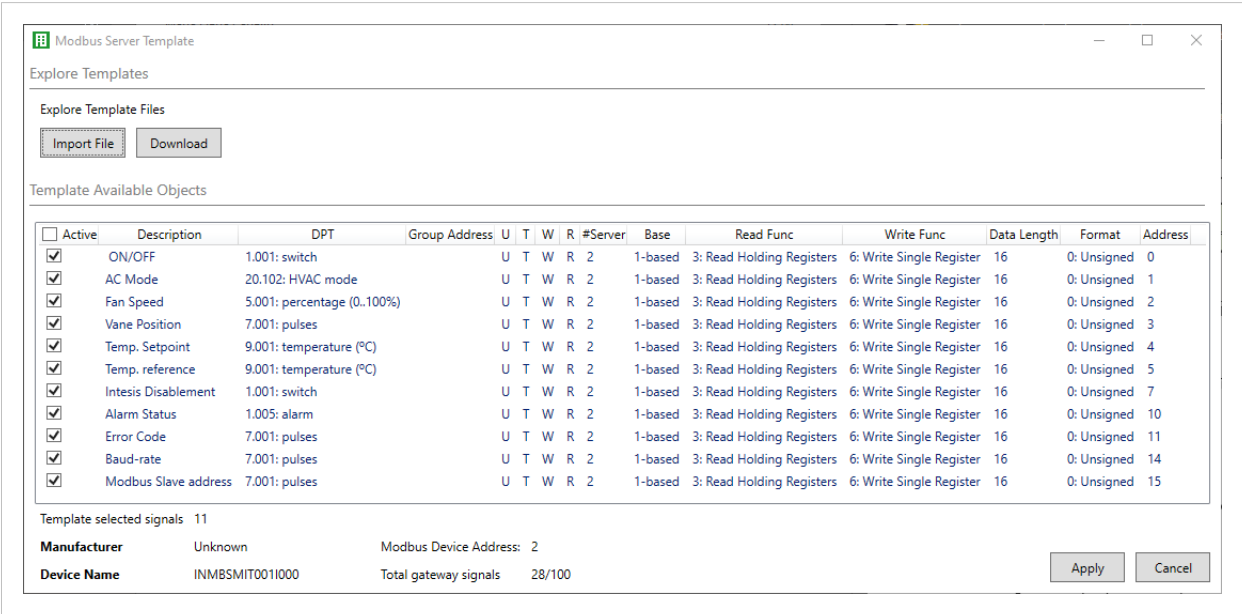 Modbus Server Template
Explore Templates
Explore Template Files
Import File Download
Template Available Objects
Active Description DPT Group Address U T W R #Server Base Read Func Write Func Data Length Format Address
ON/OFF 1.001: switch U T W R 2 1-based 3: Read Holding Registers 6: Write Single Register 16 0: Unsigned 0
AC Mode 20.102: HVAC mode U T W R 2 1-based 3: Read Holding Registers 6: Write Single Register 16 0: Unsigned 1
Fan Speed 5.001: percentage (0..100%) U T W R 2 1-based 3: Read Holding Registers 6: Write Single Register 16 0: Unsigned 2
Vane Position 7.001: pulses U T W R 2 1-based 3: Read Holding Registers 6: Write Single Register 16 0: Unsigned 3
Temp. Setpoint 9.001: temperature (ºC) U T W R 2 1-based 3: Read Holding Registers 6: Write Single Register 16 0: Unsigned 4
Temp. reference 9.001: temperature (ºC) U T W R 2 1-based 3: Read Holding Registers 6: Write Single Register 16 0: Unsigned 5
Intesis Disablement 1.001: switch U T W R 2 1-based 3: Read Holding Registers 6: Write Single Register 16 0: Unsigned 7
Alarm Status 1.005: alarm U T W R 2 1-based 3: Read Holding Registers 6: Write Single Register 16 0: Unsigned 10
Error Code 7.001: pulses U T W R 2 1-based 3: Read Holding Registers 6: Write Single Register 16 0: Unsigned 11
Baud-rate 7.001: pulses U T W R 2 1-based 3: Read Holding Registers 6: Write Single Register 16 0: Unsigned 14
Modbus Slave address 7.001: pulses U T W R 2 1-based 3: Read Holding Registers 6: Write Single Register 16 0: Unsigned 15
Template selected signals 11
Manufacturer Unknown Modbus Device Address: 2
Device Name INMBSMIT001I000 Total gateway signals 28/100
Apply Cancel